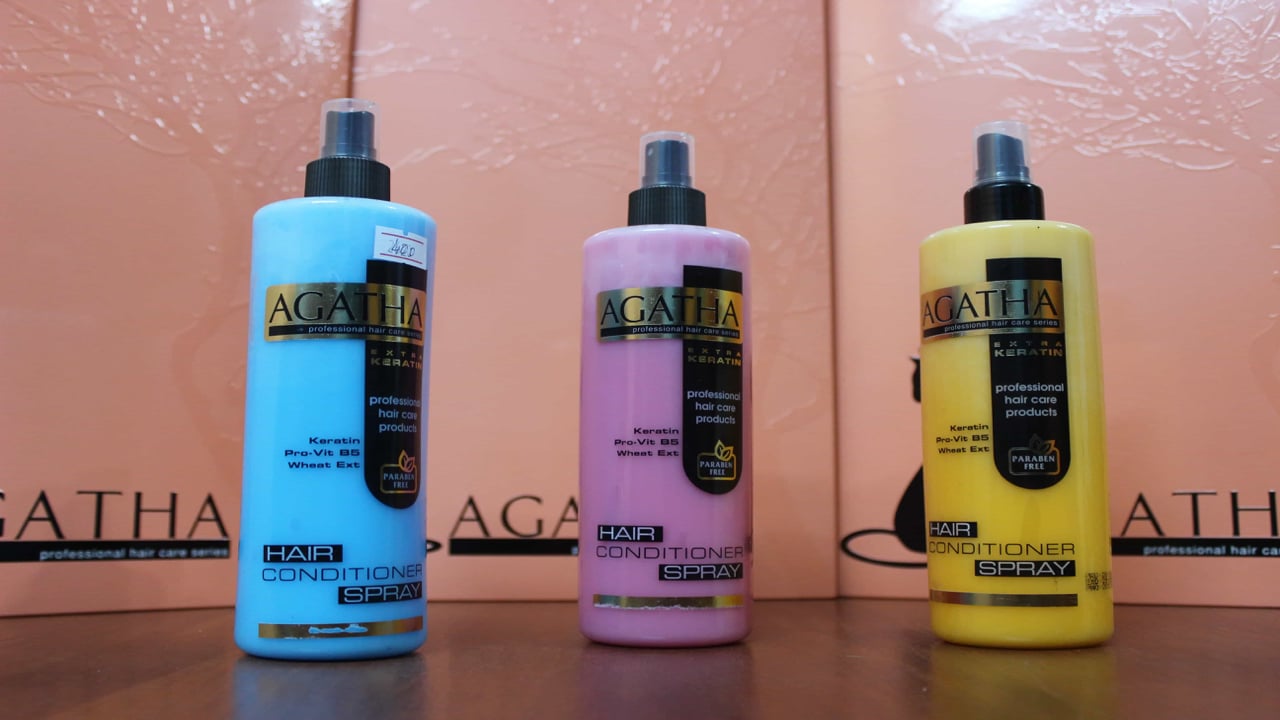 AGATHA
professional hair care series
EXTRA
KERATIN
professional
hair care
products
Keratin
Pro-Vit B5
Wheat Ext
PARABEN
FREE
HAIR
CONDITIONER
SPRAY
AGATHA
professional hair care series
EXTRA
KERATIN
professional
hair care
products
Keratin
Pro-Vit B5
Wheat Ext
PARABEN
FREE
HAIR
CONDITIONER
SPRAY
AGATHA
professional hair care series
EXTRA
KERATIN
professional
hair care
products
Keratin
Pro-Vit B5
Wheat Ext
PARABEN
FREE
HAIR
CONDITIONER
SPRAY
GATHA
professional hair care series
AGA
ATHA
professional hair ca